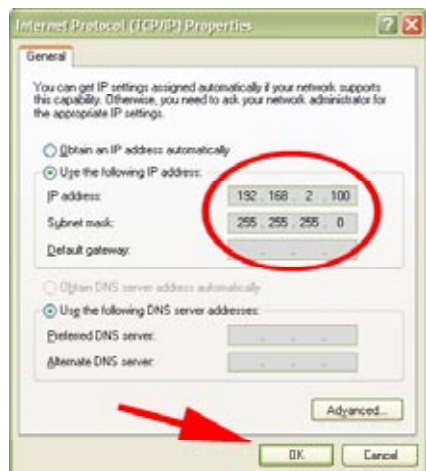 Internet Protocol (TCP/IP) Properties
General
You can get IP settings assigned automatically if your network supports
this capability. Otherwise, you need to ask your network administrator for
the appropriate IP settings.
Obtain an IP address automatically
Use the following IP address:
IP address: 192 . 168 . 2 . 100
Subnet mask: 255 . 255 . 255 . 0
Default gateway: . . .
Obtain DNS server address automatically
Use the following DNS server addresses:
Preferred DNS server: . . .
Alternate DNS server: . . .
Advanced...
OK Cancel